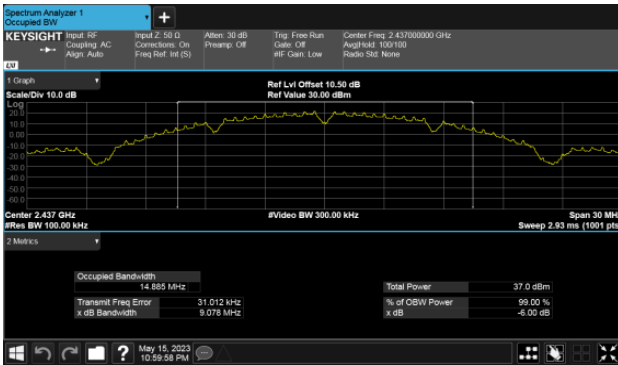 Spectrum Analyzer 1
Occupied BW
KEYSIGHT
Input: RF
Coupling: AC
Align: Auto
Input Z: 50 Ω
Corrections: On
Freq Ref: Int (S)
Atten: 30 dB
Preamp: Off
Trig: Free Run
Gate: Off
#IF Gain: Low
Center Freq: 2.437000000 GHz
Avg|Hold: 100/100
Radio Std: None
LXI
1 Graph
Scale/Div 10.0 dB
Ref Lvl Offset 10.50 dB
Ref Value 30.00 dBm
Log
20.0
10.0
0.00
-10.0
-20.0
-30.0
-40.0
-50.0
-60.0
Center 2.437 GHz
#Video BW 300.00 kHz
Span 30 MH
#Res BW 100.00 kHz
Sweep 2.93 ms (1001 pts
2 Metrics
Occupied Bandwidth
14.885 MHz
Total Power 37.0 dBm
Transmit Freq Error 31.012 kHz
% of OBW Power 99.00 %
x dB Bandwidth 9.078 MHz
x dB -6.00 dB
?
May 15, 2023
10:59:58 PM